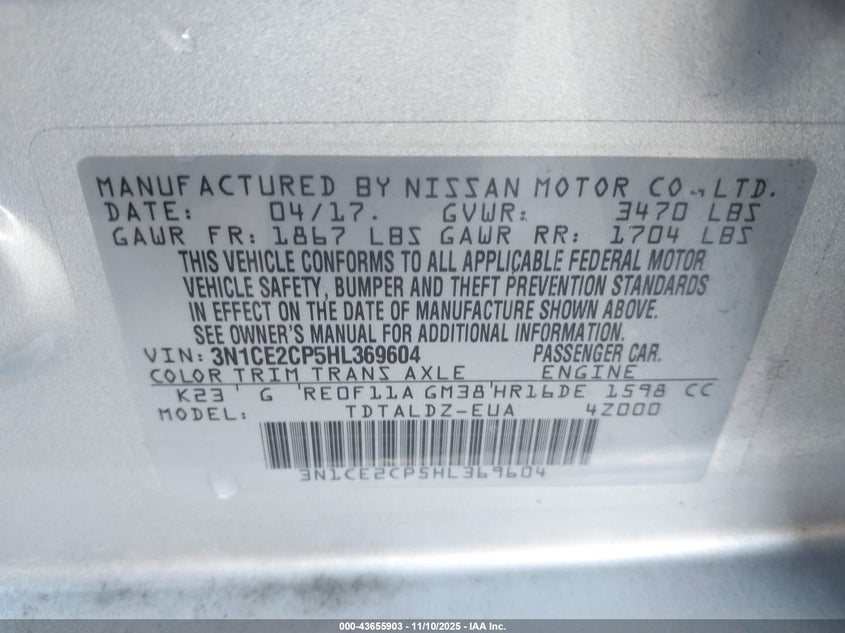 MANUFACTURED BY NISSAN MOTOR CO., LTD.
DATE: 04/17. GVWR: 3470 LBS
GAWR FR: 1867 LBS GAWR RR: 1704 LBS
THIS VEHICLE CONFORMS TO ALL APPLICABLE FEDERAL MOTOR
VEHICLE SAFETY, BUMPER AND THEFT PREVENTION STANDARDS
IN EFFECT ON THE DATE OF MANUFACTURE SHOWN ABOVE.
SEE OWNER'S MANUAL FOR ADDITIONAL INFORMATION.
VIN: 3N1CE2CP5HL369604 PASSENGER CAR.
COLOR TRIM TRANS AXLE ENGINE
K23 G RE0F11A GM38 HR16DE 1598 CC
MODEL: TDTALDZ-EUA 4Z000
3N1CE2CP5HL369604
000-43655903 - 11/10/2025 - IAA Inc.